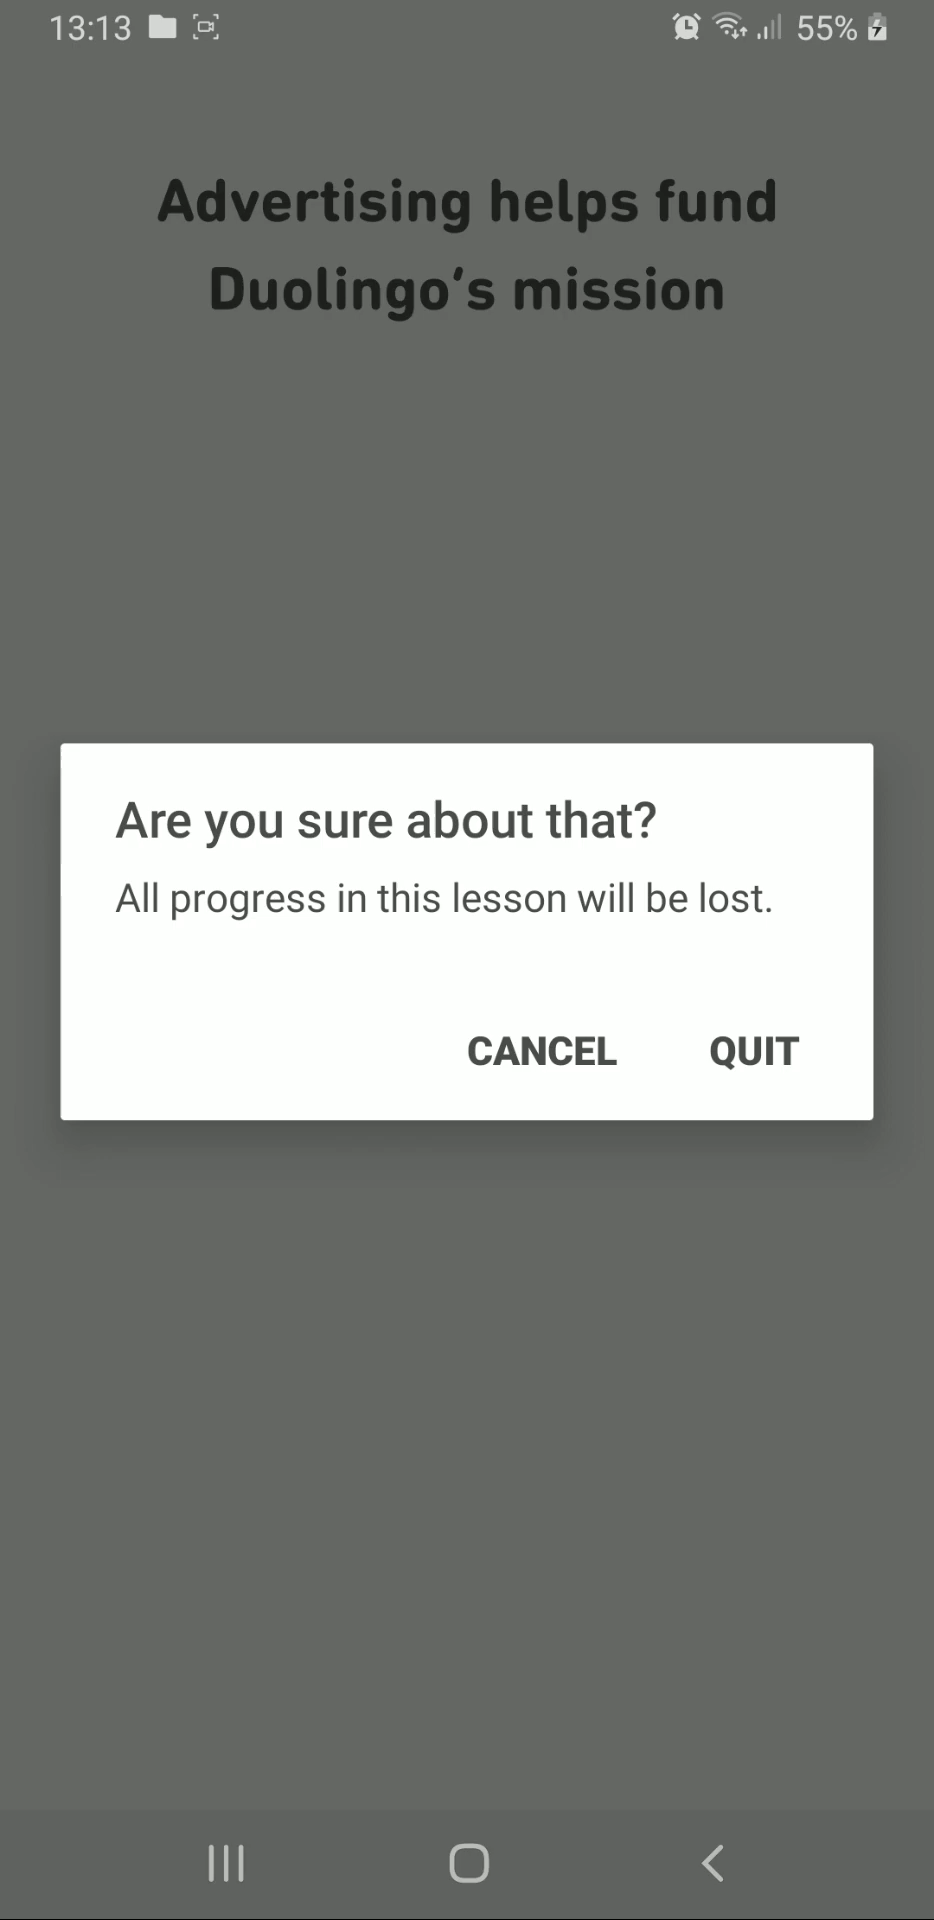 13:13 55%
Advertising helps fund
Duolingo's mission
Are you sure about that?
All progress in this lesson will be lost.
CANCEL QUIT